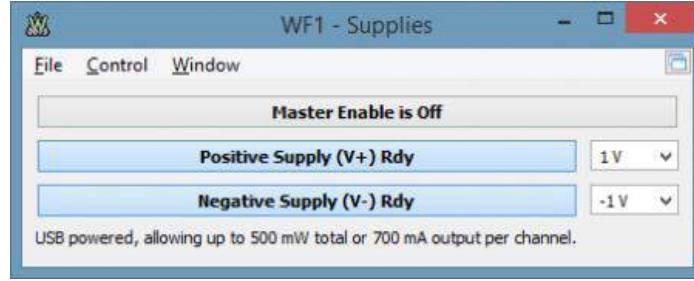 WF1 - Supplies
File Control Window
Master Enable is Off
Positive Supply (V+) Rdy 1 V
Negative Supply (V-) Rdy -1 V
USB powered, allowing up to 500 mW total or 700 mA output per channel.